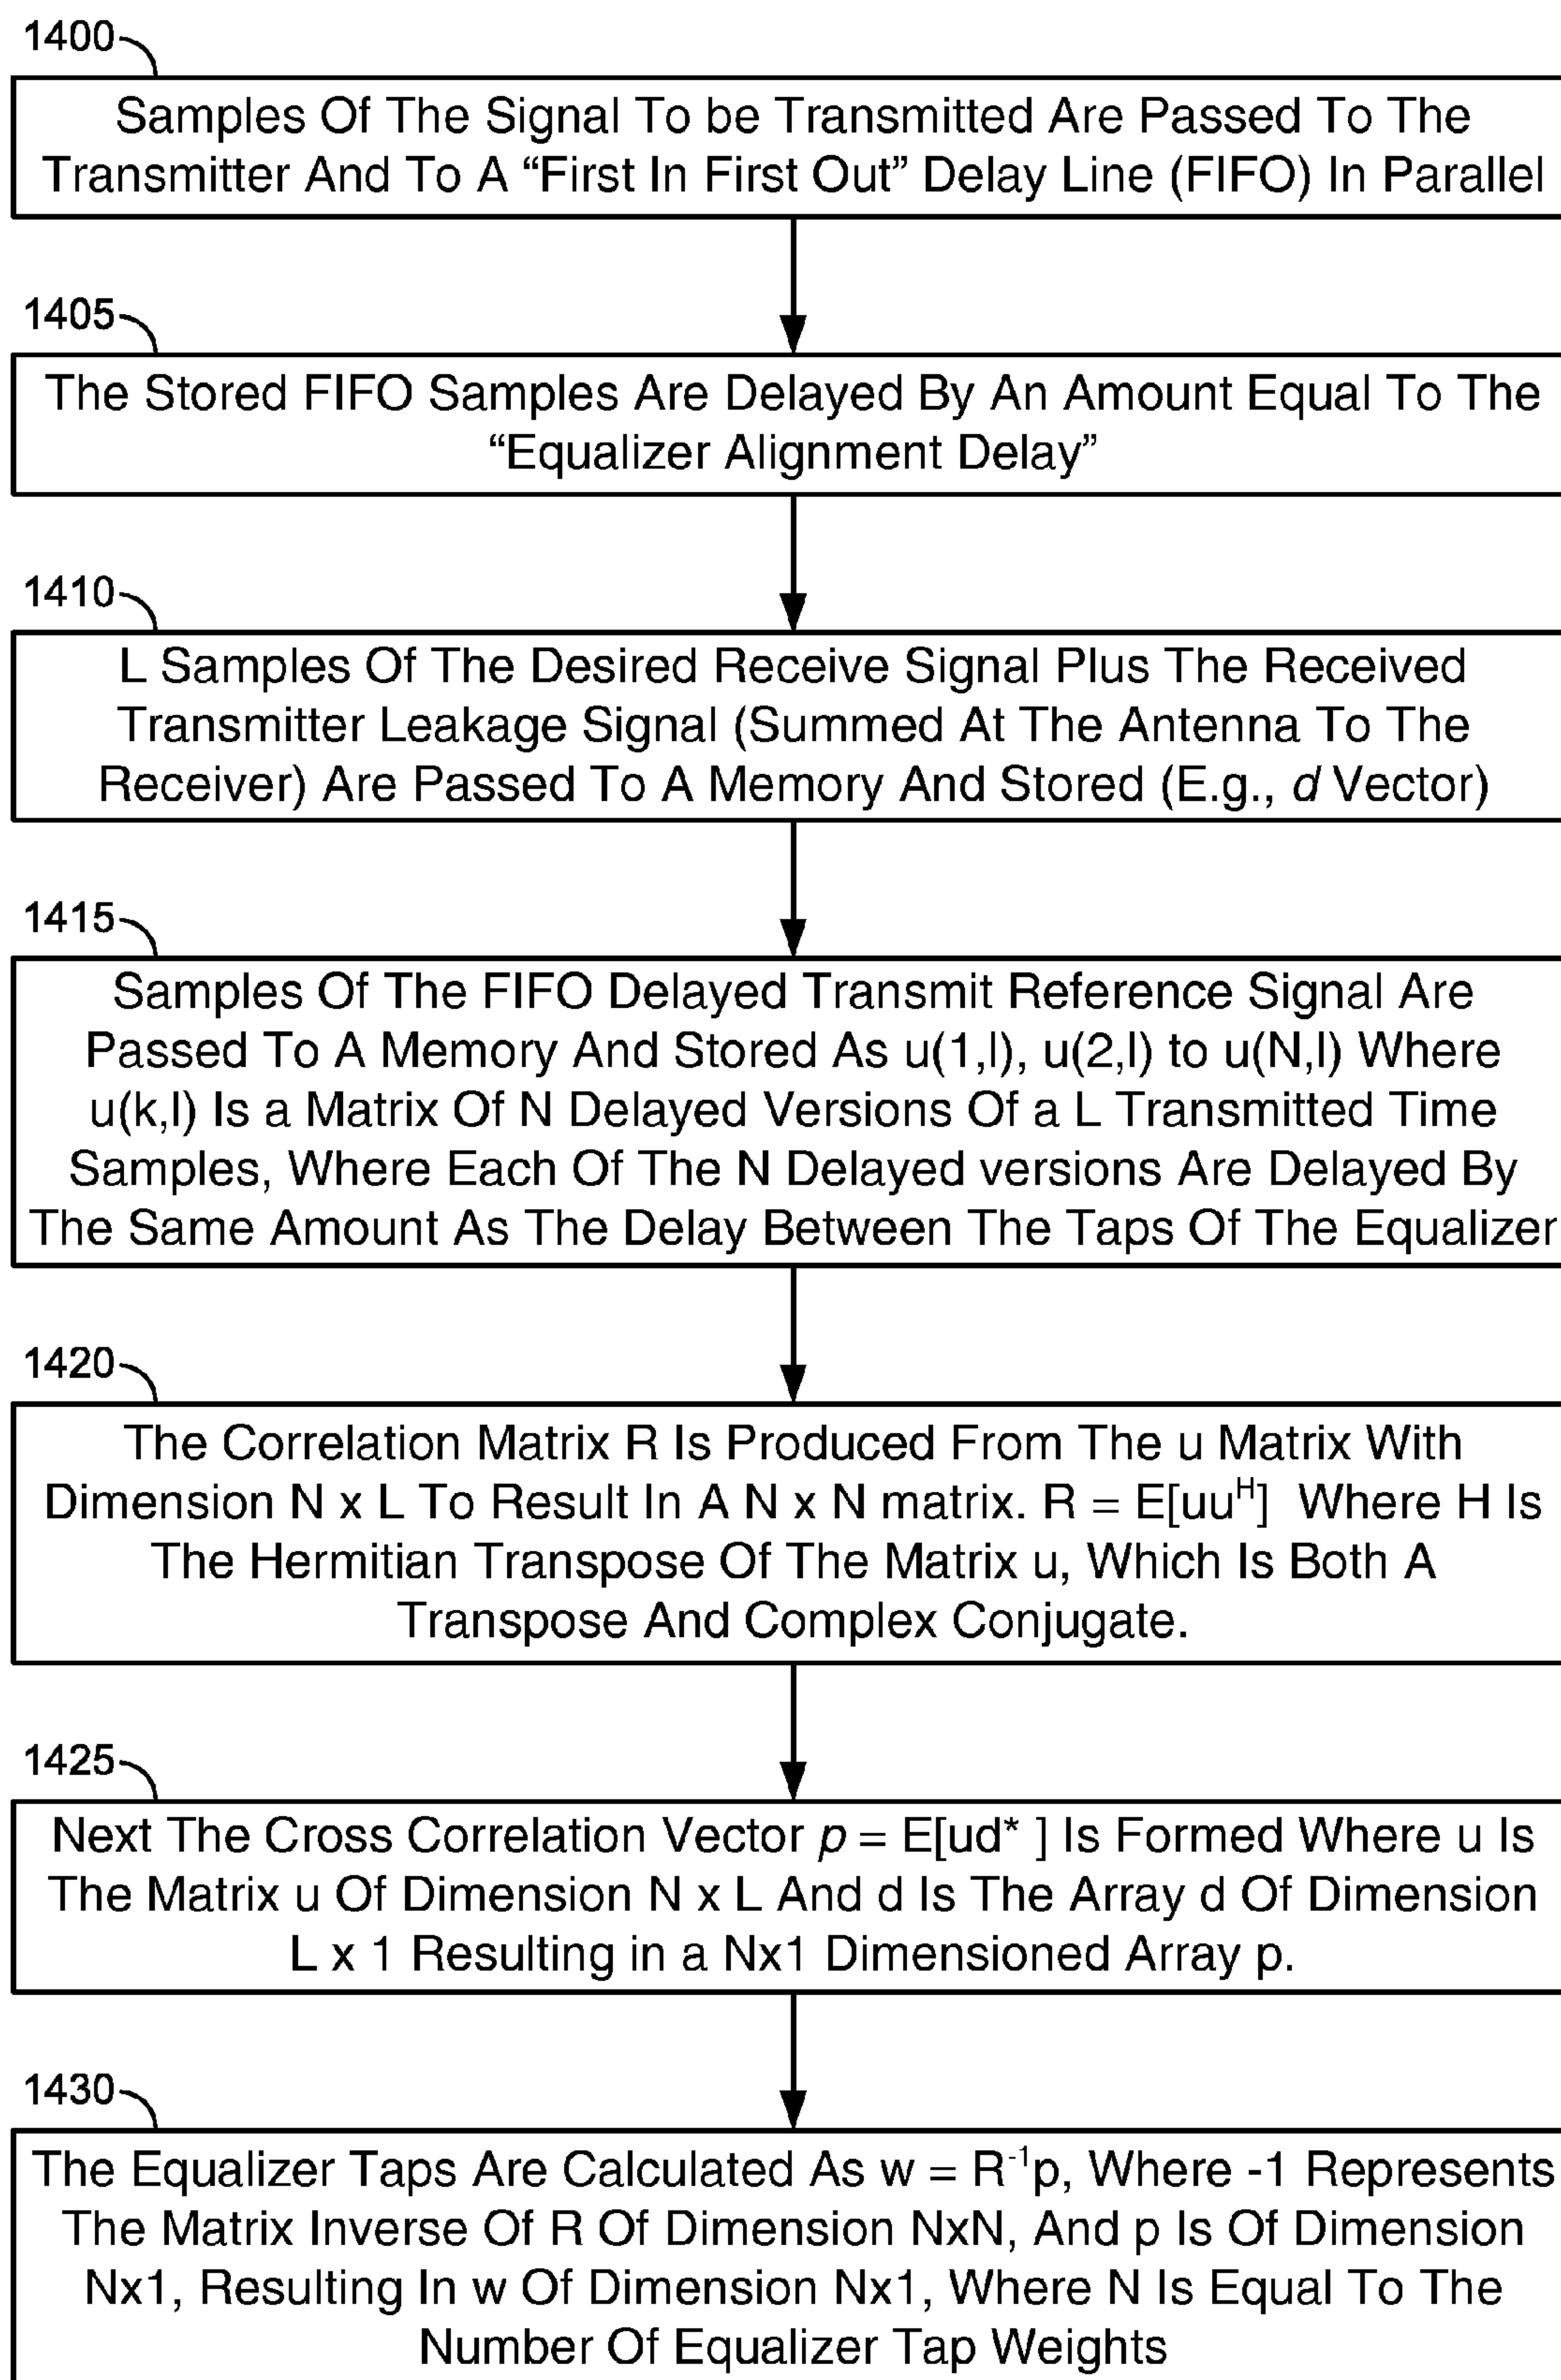 1400
Samples Of The Signal To be Transmitted Are Passed To The
Transmitter And To A “First In First Out” Delay Line (FIFO) In Parallel
1405
The Stored FIFO Samples Are Delayed By An Amount Equal To The
“Equalizer Alignment Delay”
1410
L Samples Of The Desired Receive Signal Plus The Received
Transmitter Leakage Signal (Summed At The Antenna To The
Receiver) Are Passed To A Memory And Stored (E.g., d Vector)
1415
Samples Of The FIFO Delayed Transmit Reference Signal Are
Passed To A Memory And Stored As u(1,l), u(2,l) to u(N,l) Where
u(k,l) Is a Matrix Of N Delayed Versions Of a L Transmitted Time
Samples, Where Each Of The N Delayed versions Are Delayed By
The Same Amount As The Delay Between The Taps Of The Equalizer
1420
The Correlation Matrix R Is Produced From The u Matrix With
Dimension N x L To Result In A N x N matrix. R = E[uuᴴ] Where H Is
The Hermitian Transpose Of The Matrix u, Which Is Both A
Transpose And Complex Conjugate.
1425
Next The Cross Correlation Vector p = E[ud* ] Is Formed Where u Is
The Matrix u Of Dimension N x L And d Is The Array d Of Dimension
L x 1 Resulting in a Nx1 Dimensioned Array p.
1430
The Equalizer Taps Are Calculated As w = R⁻¹p, Where -1 Represents
The Matrix Inverse Of R Of Dimension NxN, And p Is Of Dimension
Nx1, Resulting In w Of Dimension Nx1, Where N Is Equal To The
Number Of Equalizer Tap Weights